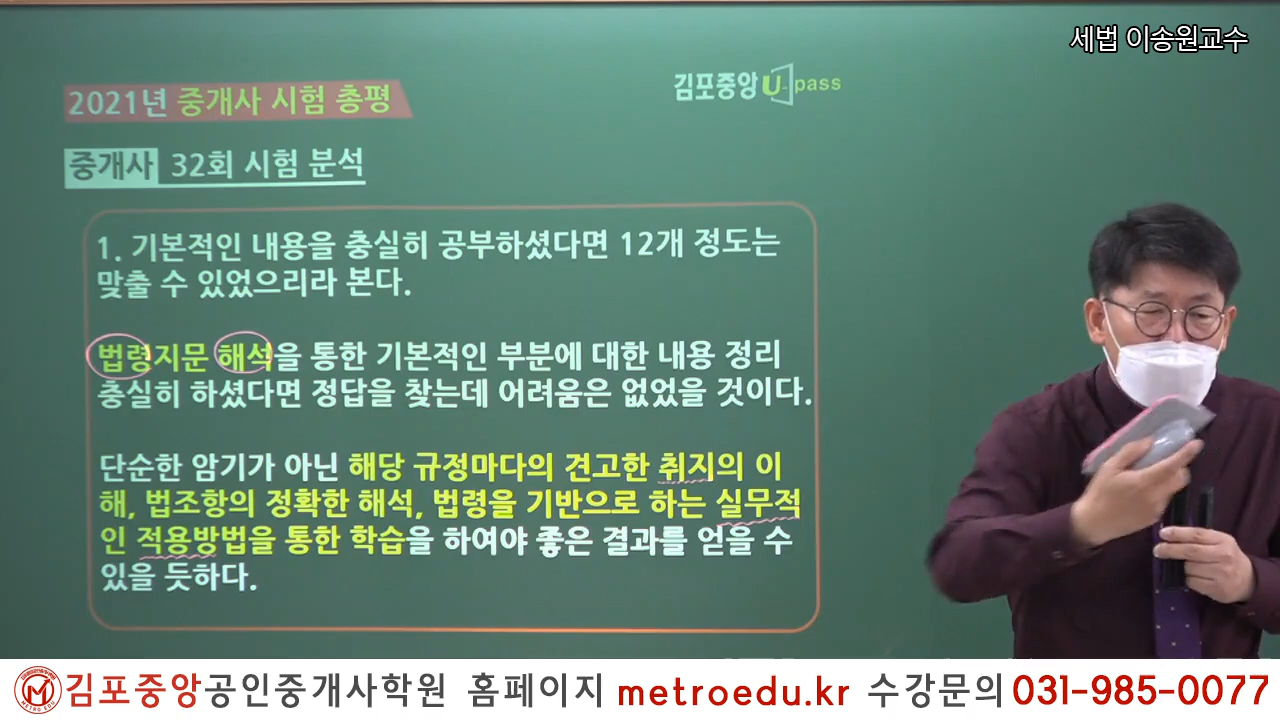 세법 이송원교수
김포중앙 U-pass
2021년 중개사 시험 총평
중개사 32회 시험 분석
1. 기본적인 내용을 충실히 공부하셨다면 12개 정도는
맞출 수 있었으리라 본다.
법령지문 해석을 통한 기본적인 부분에 대한 내용 정리
충실히 하셨다면 정답을 찾는데 어려움은 없었을 것이다.
단순한 암기가 아닌 해당 규정마다의 견고한 취지의 이
해, 법조항의 정확한 해석, 법령을 기반으로 하는 실무적
인 적용방법을 통한 학습을 하여야 좋은 결과를 얻을 수
있을 듯하다.
METRO EDU 김포중앙공인중개사학원 홈페이지 metroedu.kr 수강문의 031-985-0077